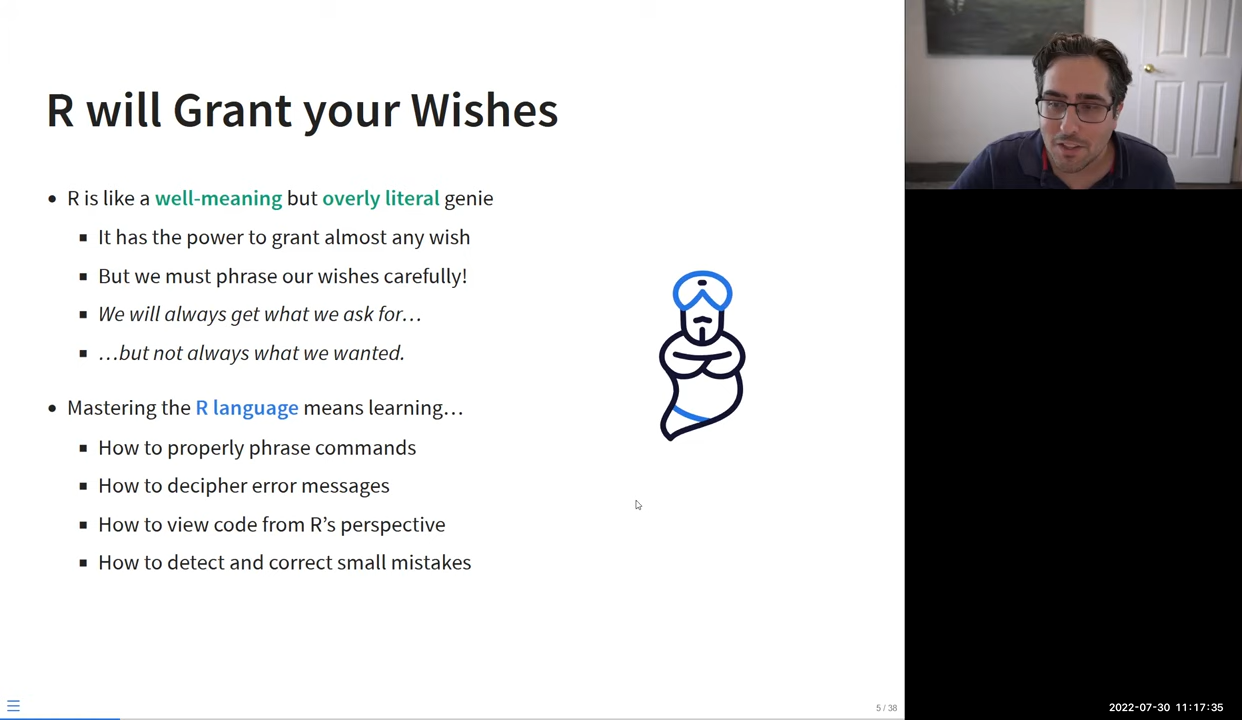 R will Grant your Wishes
• R is like a well-meaning but overly literal genie
▪ It has the power to grant almost any wish
▪ But we must phrase our wishes carefully!
▪ We will always get what we ask for…
▪ …but not always what we wanted.
• Mastering the R language means learning…
▪ How to properly phrase commands
▪ How to decipher error messages
▪ How to view code from R’s perspective
▪ How to detect and correct small mistakes
5 / 38
2022-07-30 11:17:35